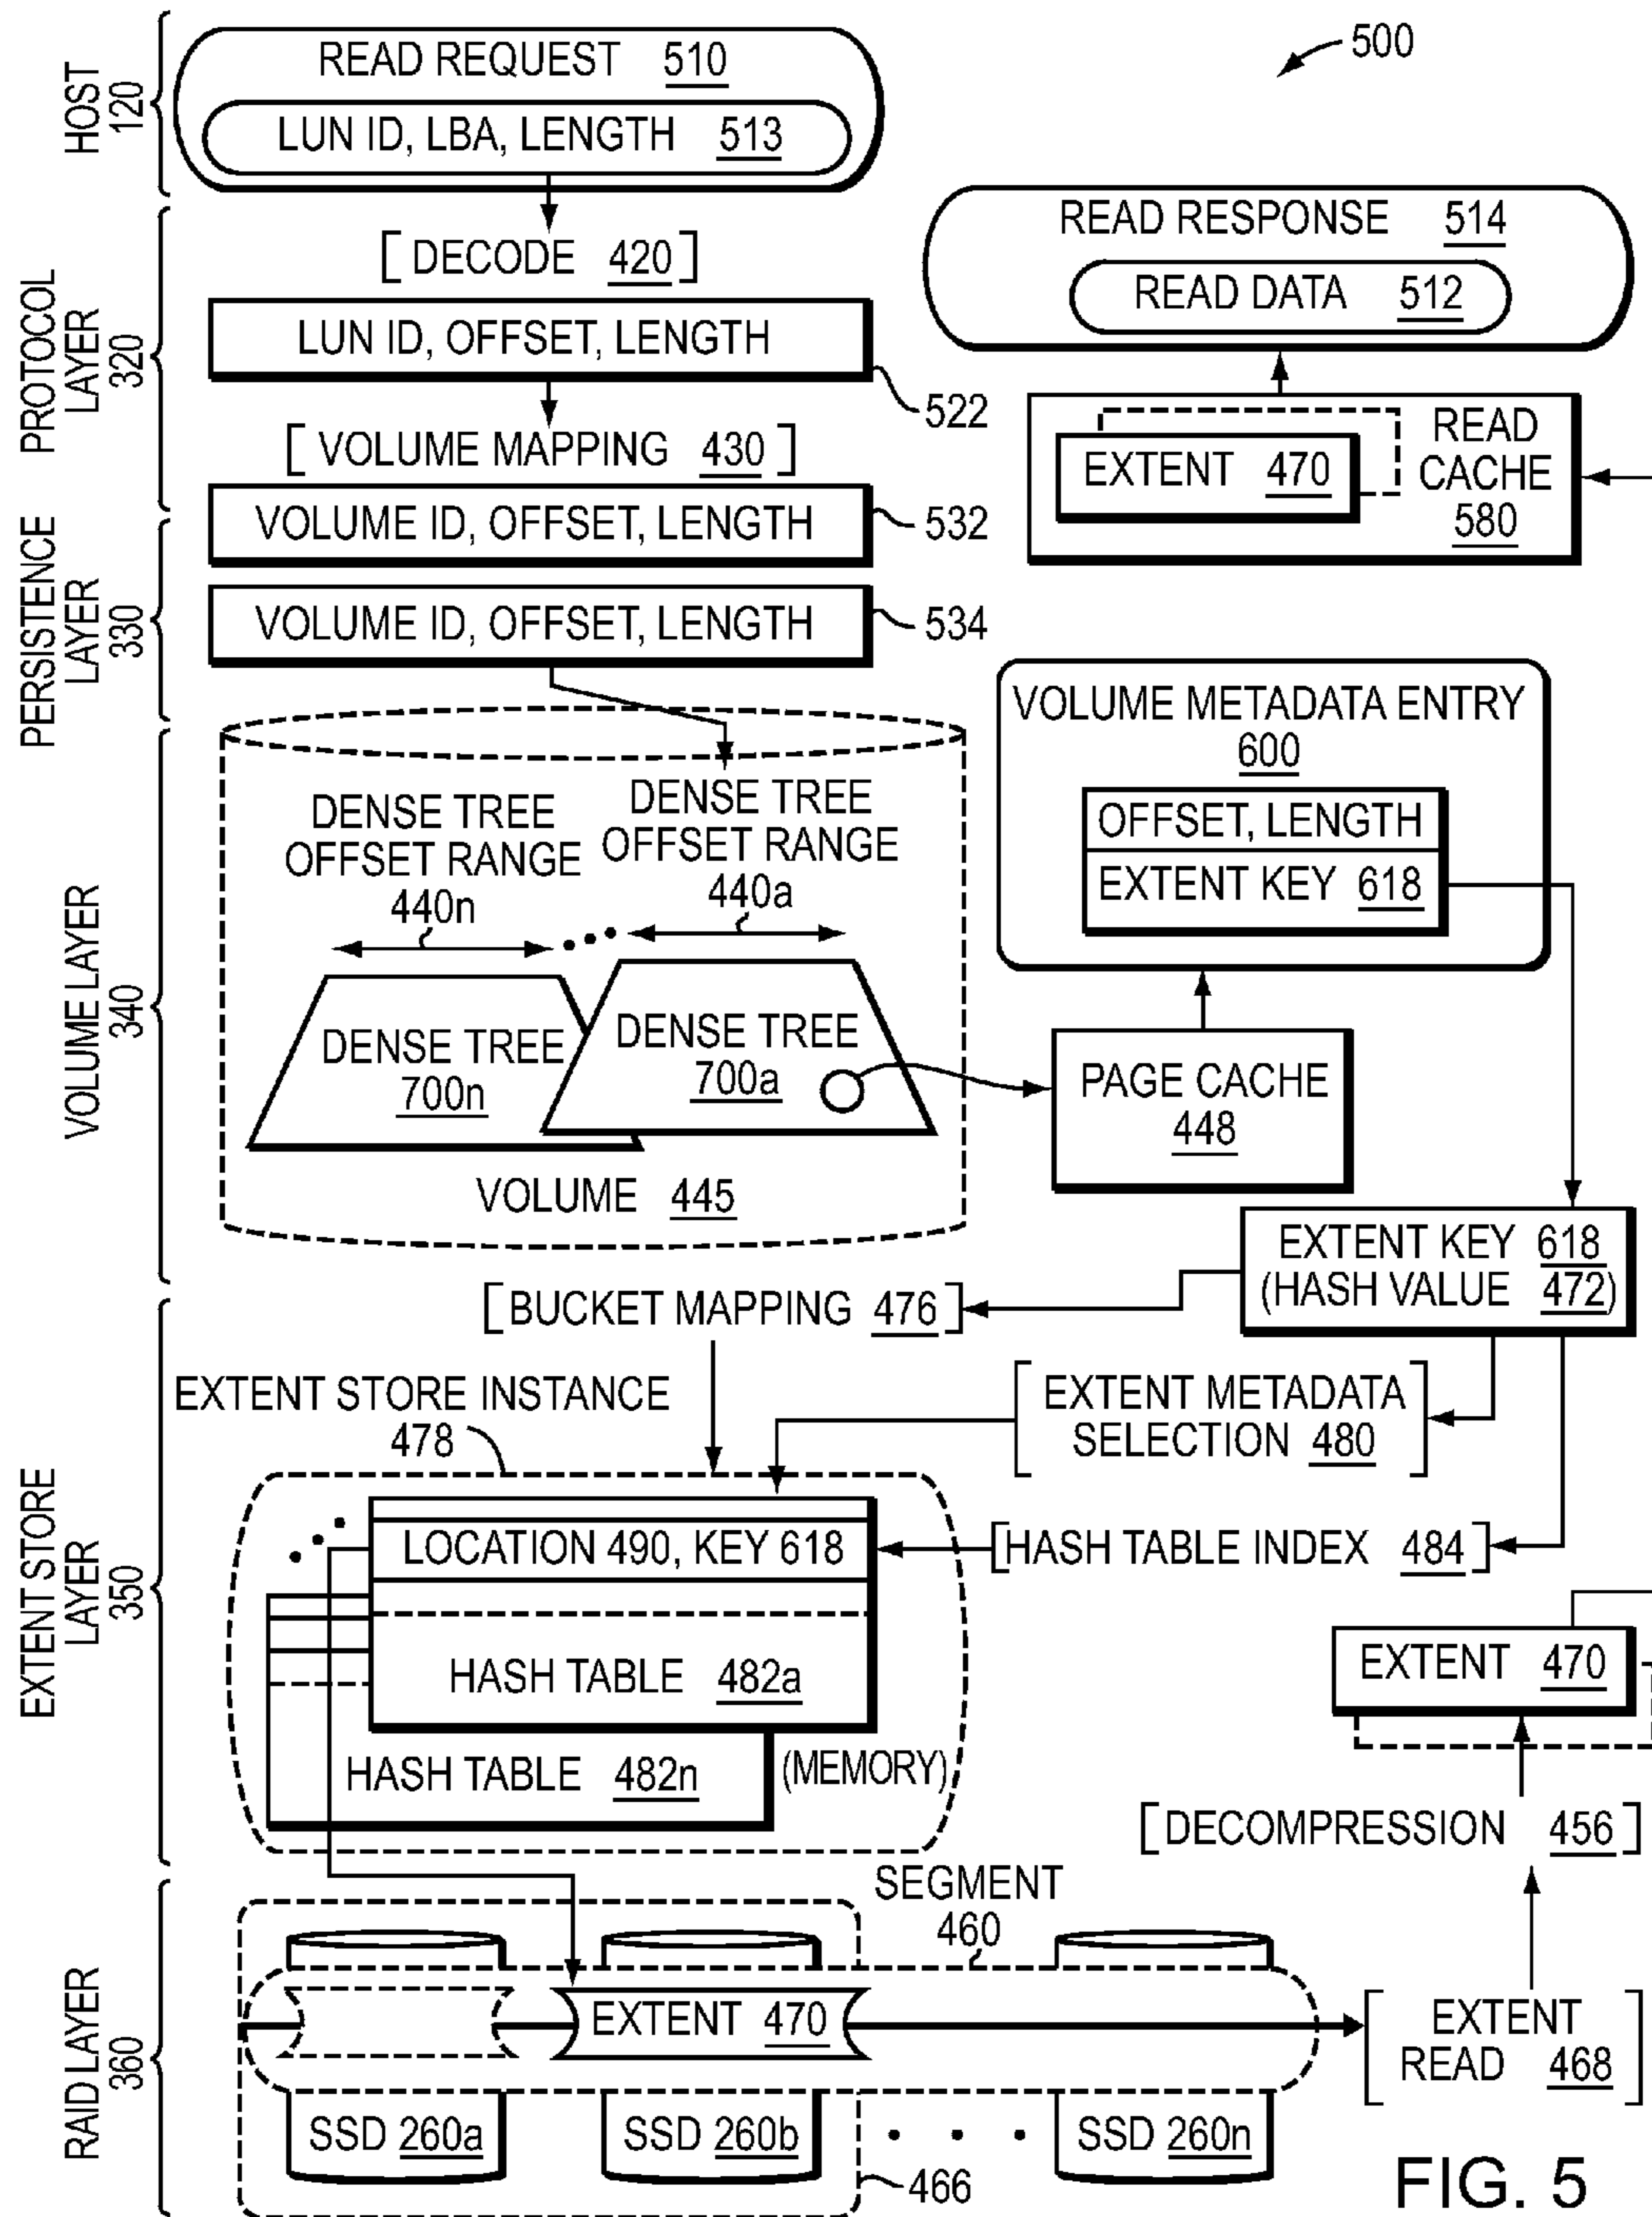 500
HOST
120
READ REQUEST 510
LUN ID, LBA, LENGTH 513
READ RESPONSE 514
READ DATA 512
PROTOCOL
LAYER
320
[ DECODE 420 ]
LUN ID, OFFSET, LENGTH
522
[ VOLUME MAPPING 430 ]
EXTENT 470
READ
CACHE
580
PERSISTENCE
LAYER
330
VOLUME ID, OFFSET, LENGTH
532
VOLUME ID, OFFSET, LENGTH
534
VOLUME LAYER
340
DENSE TREE
OFFSET RANGE
440n
DENSE TREE
OFFSET RANGE
440a
DENSE TREE
700n
DENSE TREE
700a
VOLUME 445
VOLUME METADATA ENTRY
600
OFFSET, LENGTH
EXTENT KEY 618
PAGE CACHE
448
EXTENT KEY 618
(HASH VALUE 472)
EXTENT STORE
LAYER
350
[BUCKET MAPPING 476]
EXTENT STORE INSTANCE
478
[EXTENT METADATA
SELECTION 480]
LOCATION 490, KEY 618
[HASH TABLE INDEX 484]
HASH TABLE 482a
HASH TABLE 482n
(MEMORY)
EXTENT 470
[DECOMPRESSION 456]
RAID LAYER
360
SEGMENT
460
EXTENT 470
[EXTENT
READ 468]
SSD 260a
SSD 260b
. . .
SSD 260n
466
FIG. 5